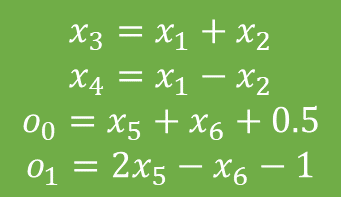 x₃ = x₁ + x₂
x₄ = x₁ − x₂
o₀ = x₅ + x₆ + 0.5
o₁ = 2x₅ − x₆ − 1